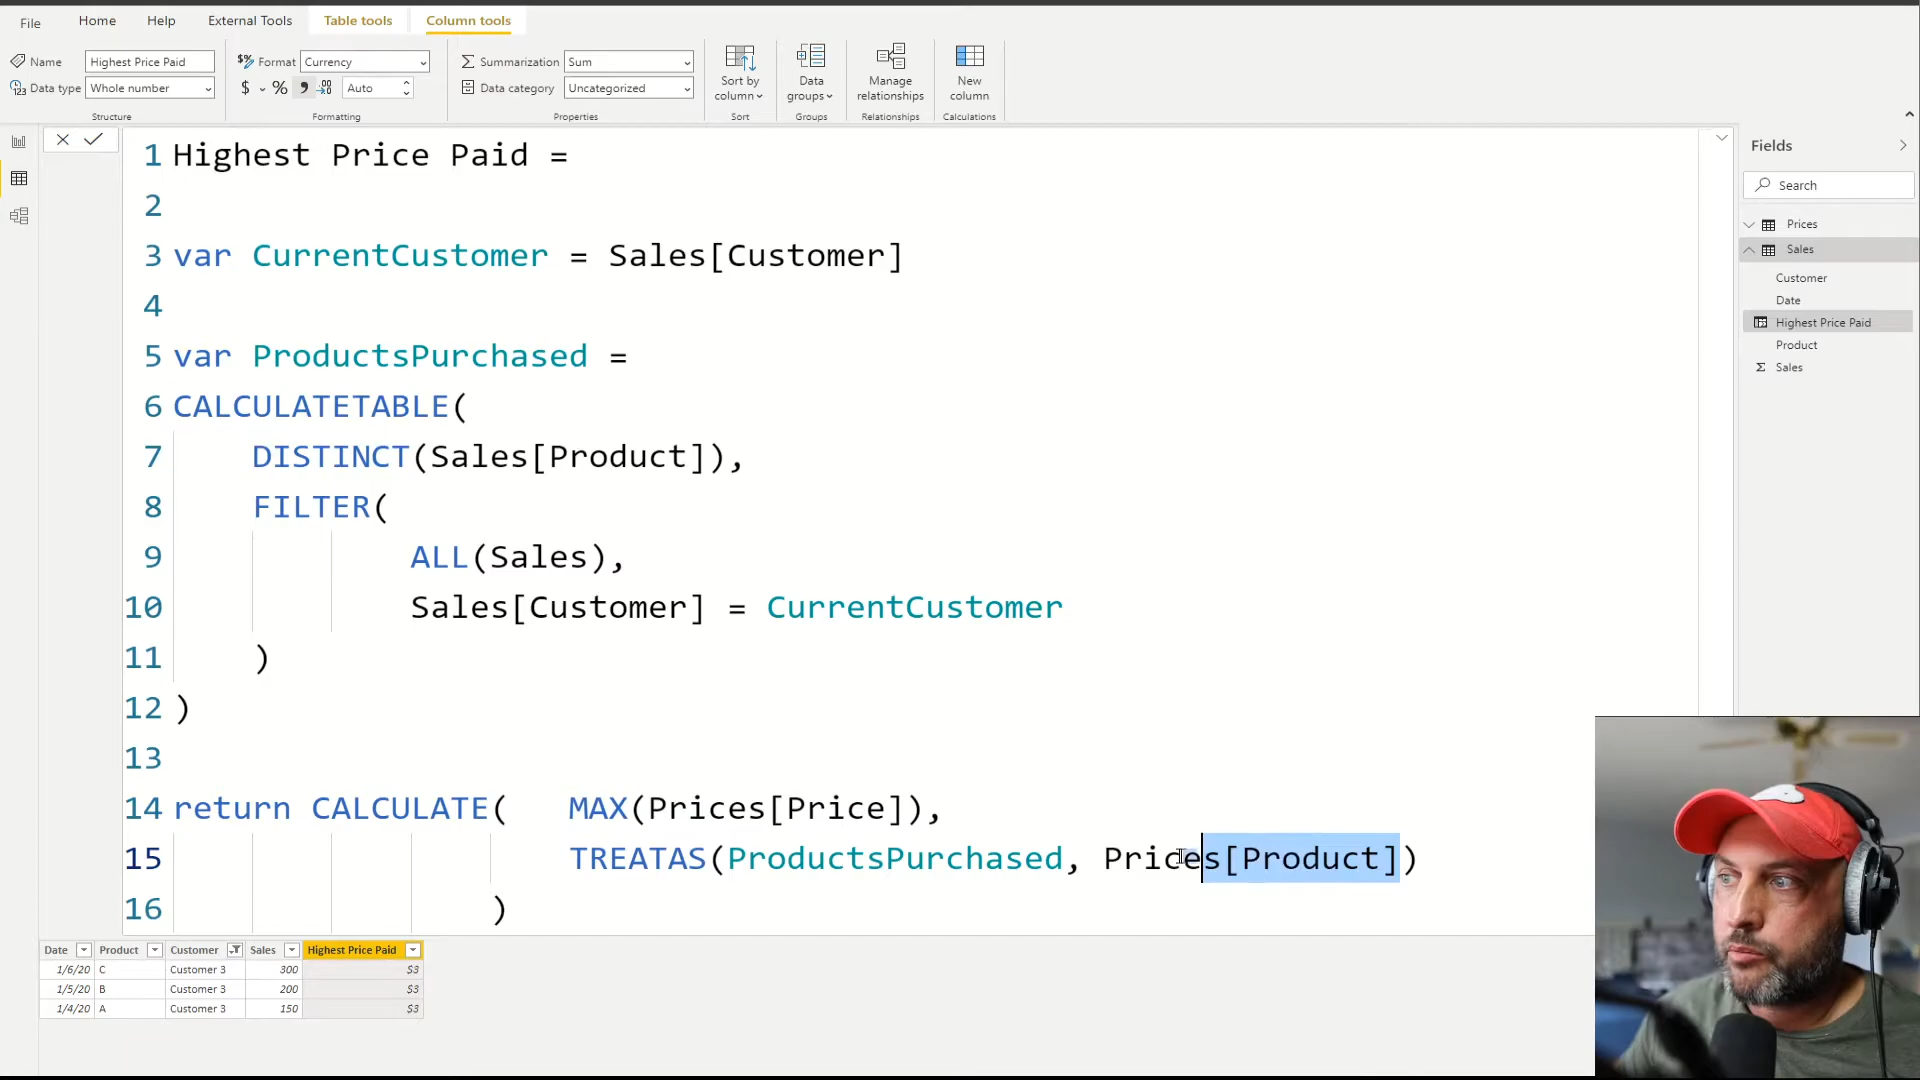 File
Home
Help
External Tools
Table tools
Column tools
Name
Highest Price Paid
Data type
Whole number
Structure
Format
Currency
$
%
Auto
Formatting
Summarization
Sum
Data category
Uncategorized
Properties
Sort by
column
Sort
Data
groups
Groups
Manage
relationships
Relationships
New
column
Calculations
1 Highest Price Paid =
2
3 var CurrentCustomer = Sales[Customer]
4
5 var ProductsPurchased =
6 CALCULATETABLE(
7 DISTINCT(Sales[Product]),
8 FILTER(
9 ALL(Sales),
10 Sales[Customer] = CurrentCustomer
11 )
12 )
13
14 return CALCULATE( MAX(Prices[Price]),
15 TREATAS(ProductsPurchased, Prices[Product])
16 )
Date Product Customer Sales Highest Price Paid
1/6/20 C Customer 3 300 $3
1/5/20 B Customer 3 200 $3
1/4/20 A Customer 3 150 $3
Fields
Search
Prices
Sales
Customer
Date
Highest Price Paid
Product
Sales